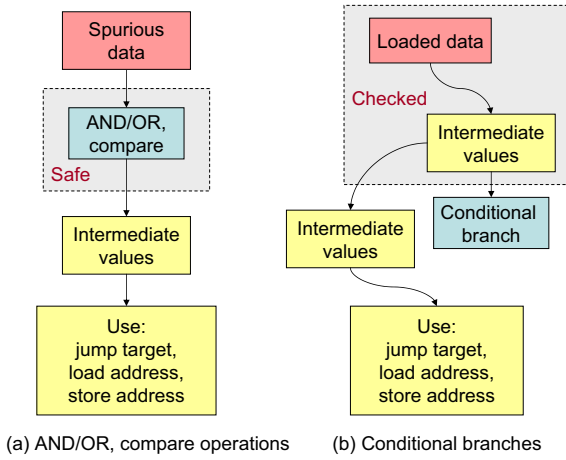 Spurious
data
AND/OR,
compare
Safe
Intermediate
values
Use:
jump target,
load address,
store address
(a) AND/OR, compare operations
Loaded data
Checked
Intermediate
values
Conditional
branch
Intermediate
values
Use:
jump target,
load address,
store address
(b) Conditional branches